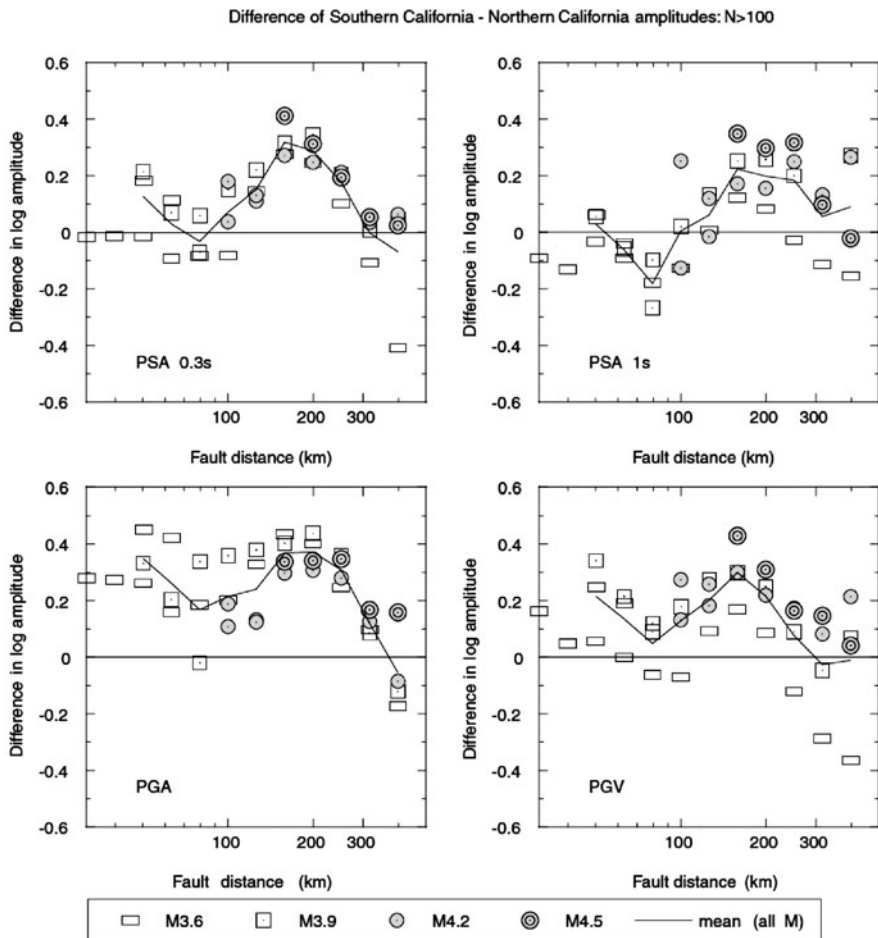 Difference of Southern California - Northern California amplitudes: N>100
0.6
0.4
0.2
0
-0.2
-0.4
-0.6
Difference in log amplitude
PSA 0.3s
100
200
300
Fault distance (km)
0.6
0.4
0.2
0
-0.2
-0.4
-0.6
Difference in log amplitude
PSA 1s
100
200
300
Fault distance (km)
0.6
0.4
0.2
0
-0.2
-0.4
-0.6
Difference in log amplitude
PGA
100
200
300
Fault distance (km)
0.6
0.4
0.2
0
-0.2
-0.4
-0.6
Difference in log amplitude
PGV
100
200
300
Fault distance (km)
M3.6 M3.9 M4.2 M4.5 mean (all M)